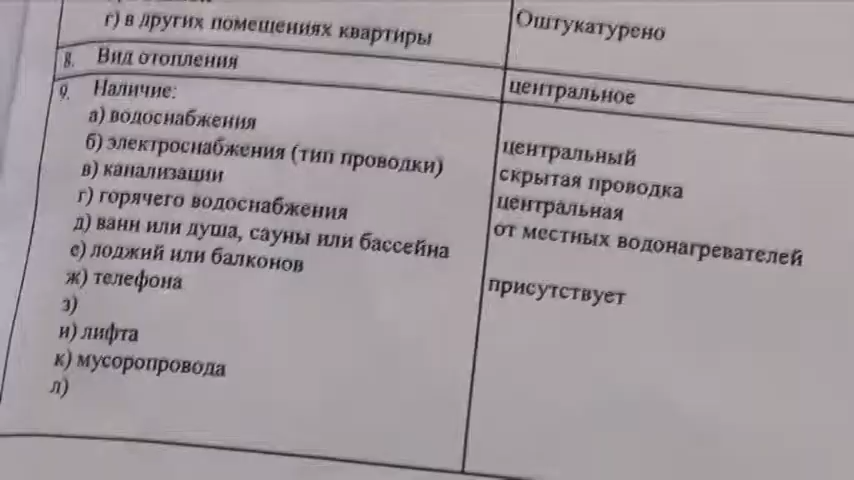 г) в других помещениях квартиры
Оштукатурено
8. Вид отопления
центральное
9. Наличие:
а) водоснабжения
центральный
б) электроснабжения (тип проводки)
скрытая проводка
в) канализации
центральная
г) горячего водоснабжения
от местных водонагревателей
д) ванн или душа, сауны или бассейна
е) лоджий или балконов
присутствует
ж) телефона
з)
и) лифта
к) мусоропровода
л)